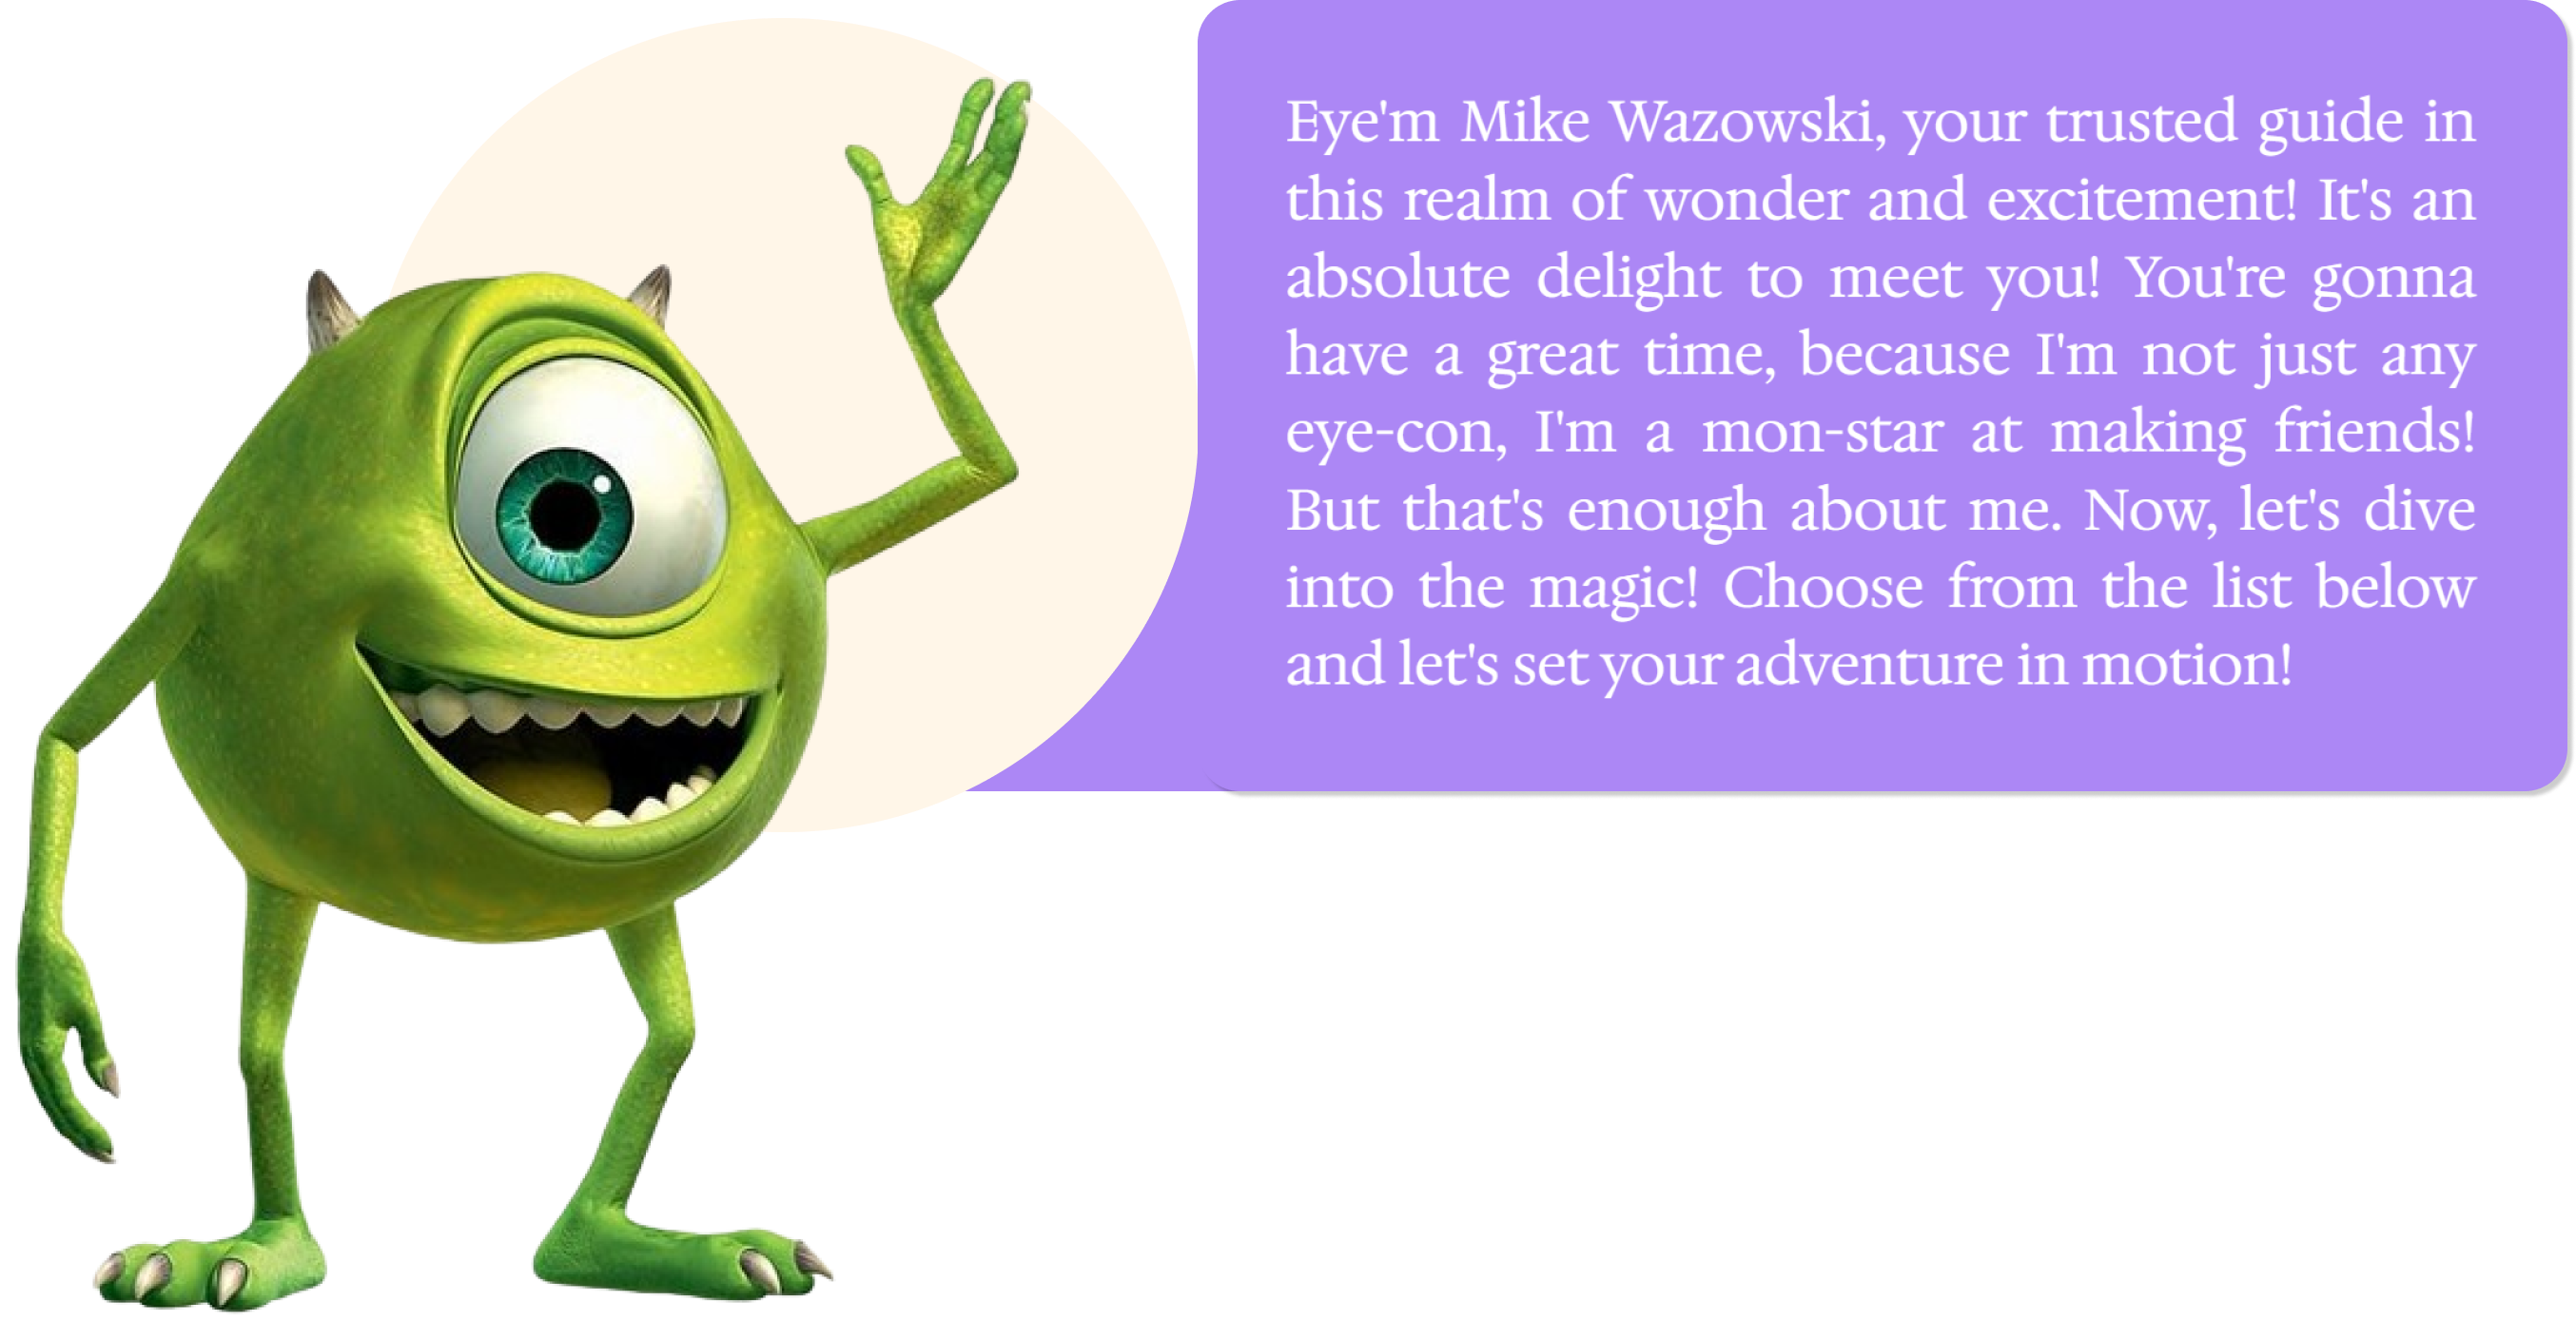 Eye'm Mike Wazowski, your trusted guide in
this realm of wonder and excitement! It's an
absolute delight to meet you! You're gonna
have a great time, because I'm not just any
eye-con, I'm a mon-star at making friends!
But that's enough about me. Now, let's dive
into the magic! Choose from the list below
and let's set your adventure in motion!